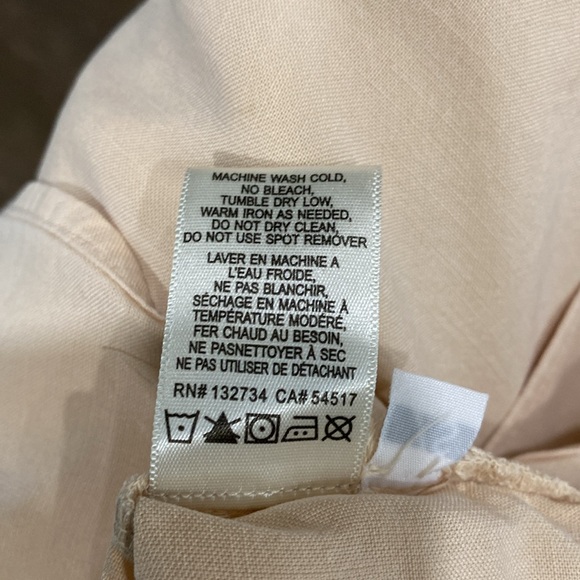 MACHINE WASH COLD,
NO BLEACH,
TUMBLE DRY LOW,
WARM IRON AS NEEDED,
DO NOT DRY CLEAN,
DO NOT USE SPOT REMOVER
LAVER EN MACHINE A
L'EAU FROIDE,
NE PAS BLANCHIR,
SÉCHAGE EN MACHINE À
TEMPÉRATURE MODÉRÉ,
FER CHAUD AU BESOIN,
NE PASNETTOYER À SEC
NE PAS UTILISER DE DÉTACHANT
RN# 132734 CA# 54517